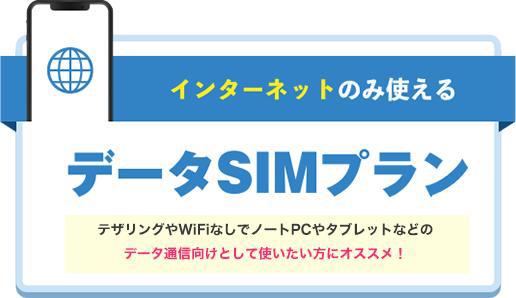 インターネットのみ使える
データSIMプラン
テザリングやWiFiなしでノートPCやタブレットなどの
データ通信向けとして使いたい方にオススメ！